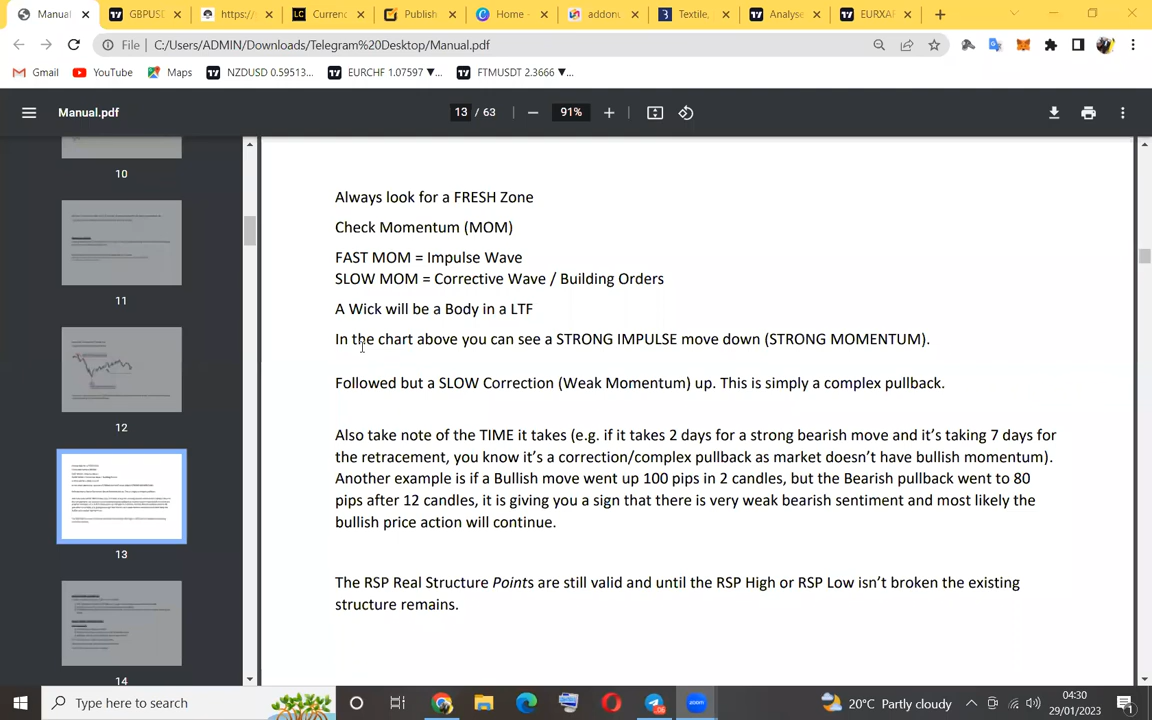 Manual
GBPUSD
https://
Currenc
Publish
Home -
addonu
Textile,
Analyse
EURXAF
File
C:/Users/ADMIN/Downloads/Telegram%20Desktop/Manual.pdf
Gmail
YouTube
Maps
NZDUSD 0.59513...
EURCHF 1.07597 ▼...
FTMUSDT 2.3666 ▼...
Manual.pdf
13 / 63
91%
10
11
12
13
14
Always look for a FRESH Zone
Check Momentum (MOM)
FAST MOM = Impulse Wave
SLOW MOM = Corrective Wave / Building Orders
A Wick will be a Body in a LTF
In the chart above you can see a STRONG IMPULSE move down (STRONG MOMENTUM).
Followed but a SLOW Correction (Weak Momentum) up. This is simply a complex pullback.
Also take note of the TIME it takes (e.g. if it takes 2 days for a strong bearish move and it's taking 7 days for
the retracement, you know it's a correction/complex pullback as market doesn't have bullish momentum).
Another example is if a Bullish move went up 100 pips in 2 candles, but the Bearish pullback went to 80
pips after 12 candles, it is giving you a sign that there is very weak bearish sentiment and most likely the
bullish price action will continue.
The RSP Real Structure Points are still valid and until the RSP High or RSP Low isn't broken the existing
structure remains.
Type here to search
20°C Partly cloudy
04:30
29/01/2023